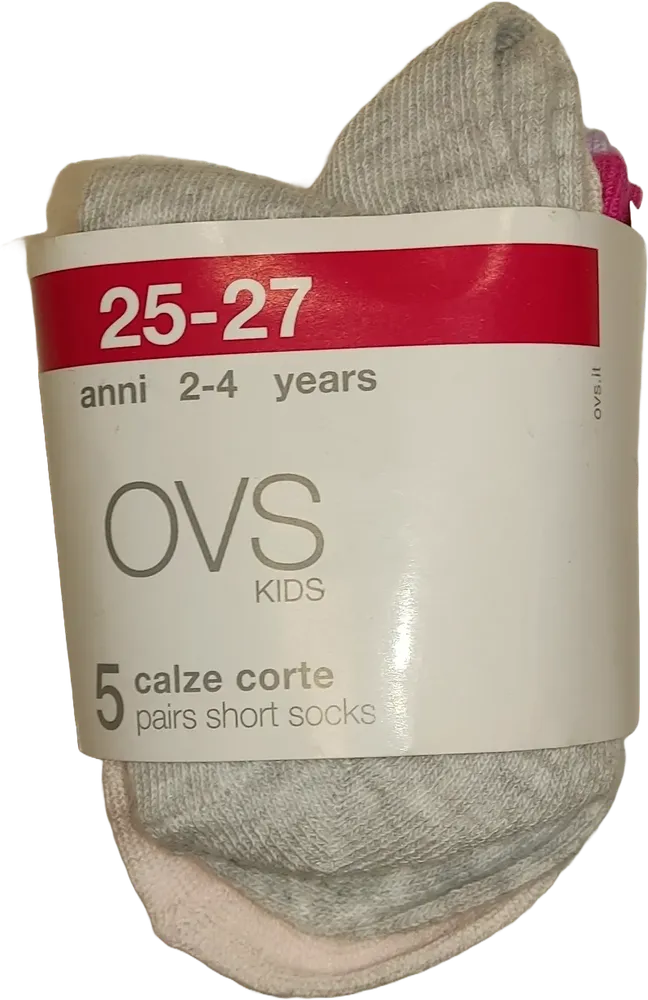 25-27
anni 2-4 years
OVS
KIDS
5 calze corte
pairs short socks
ovs.it